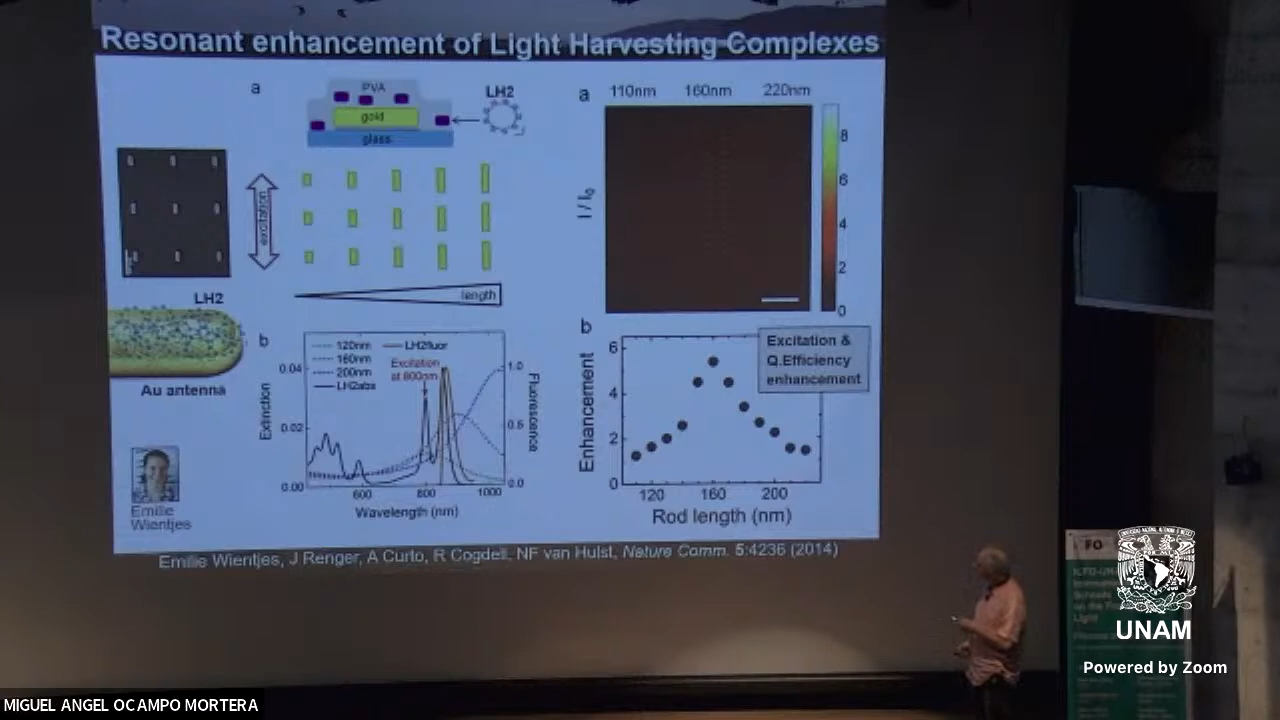 Resonant enhancement of Light Harvesting Complexes
a
PVA
gold
glass
LH2
excitation
length
LH2
Au antenna
Emilie
Wientjes
b
120nm
160nm
200nm
LH2abs
LH2fluor
Excitation
at 800nm
Extinction
0.04
0.02
0.00
Fluorescence
1.0
0.5
0.0
600
800
1000
Wavelength (nm)
a
110nm 160nm 220nm
I / I₀
8
6
4
2
0
b
Excitation &
Q.Efficiency
enhancement
Enhancement
6
4
2
0
120
160
200
Rod length (nm)
Emilie Wientjes, J Renger, A Curto, R Cogdell, NF van Hulst, Nature Comm. 5:4236 (2014)
UNAM
Powered by Zoom
MIGUEL ANGEL OCAMPO MORTERA